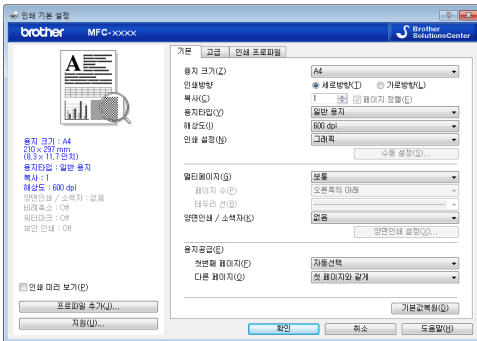 인쇄 기본 설정
brother MFC-xxxx Brother SolutionsCenter
기본 고급 인쇄 프로파일
용지 크기(Z) A4
인쇄방향 세로방향(T) 가로방향(L)
복사(C) 1 페이지 정렬(E)
용지타입(Y) 일반 용지
해상도(I) 600 dpi
인쇄 설정(N) 그래픽
수동 설정(S)...
멀티페이지(G) 보통
페이지 수(P) 오른쪽의 아래
테두리 선(B)
양면인쇄 / 소책자(K) 없음
양면인쇄 설정(X)...
용지공급(E)
첫번째 페이지(F) 자동선택
다른 페이지(O) 첫 페이지와 같게
기본값복원(D)
용지 크기 : A4
210 x 297 mm
(8.3 x 11.7 인치)
용지타입 : 일반 용지
복사 : 1
해상도 : 600 dpi
양면인쇄 / 소책자 : 없음
비례축소 : Off
워터마크 : Off
보안 인쇄 : Off
인쇄 미리 보기(P)
프로파일 추가(J)...
지원(U)...
확인 취소 도움말(H)